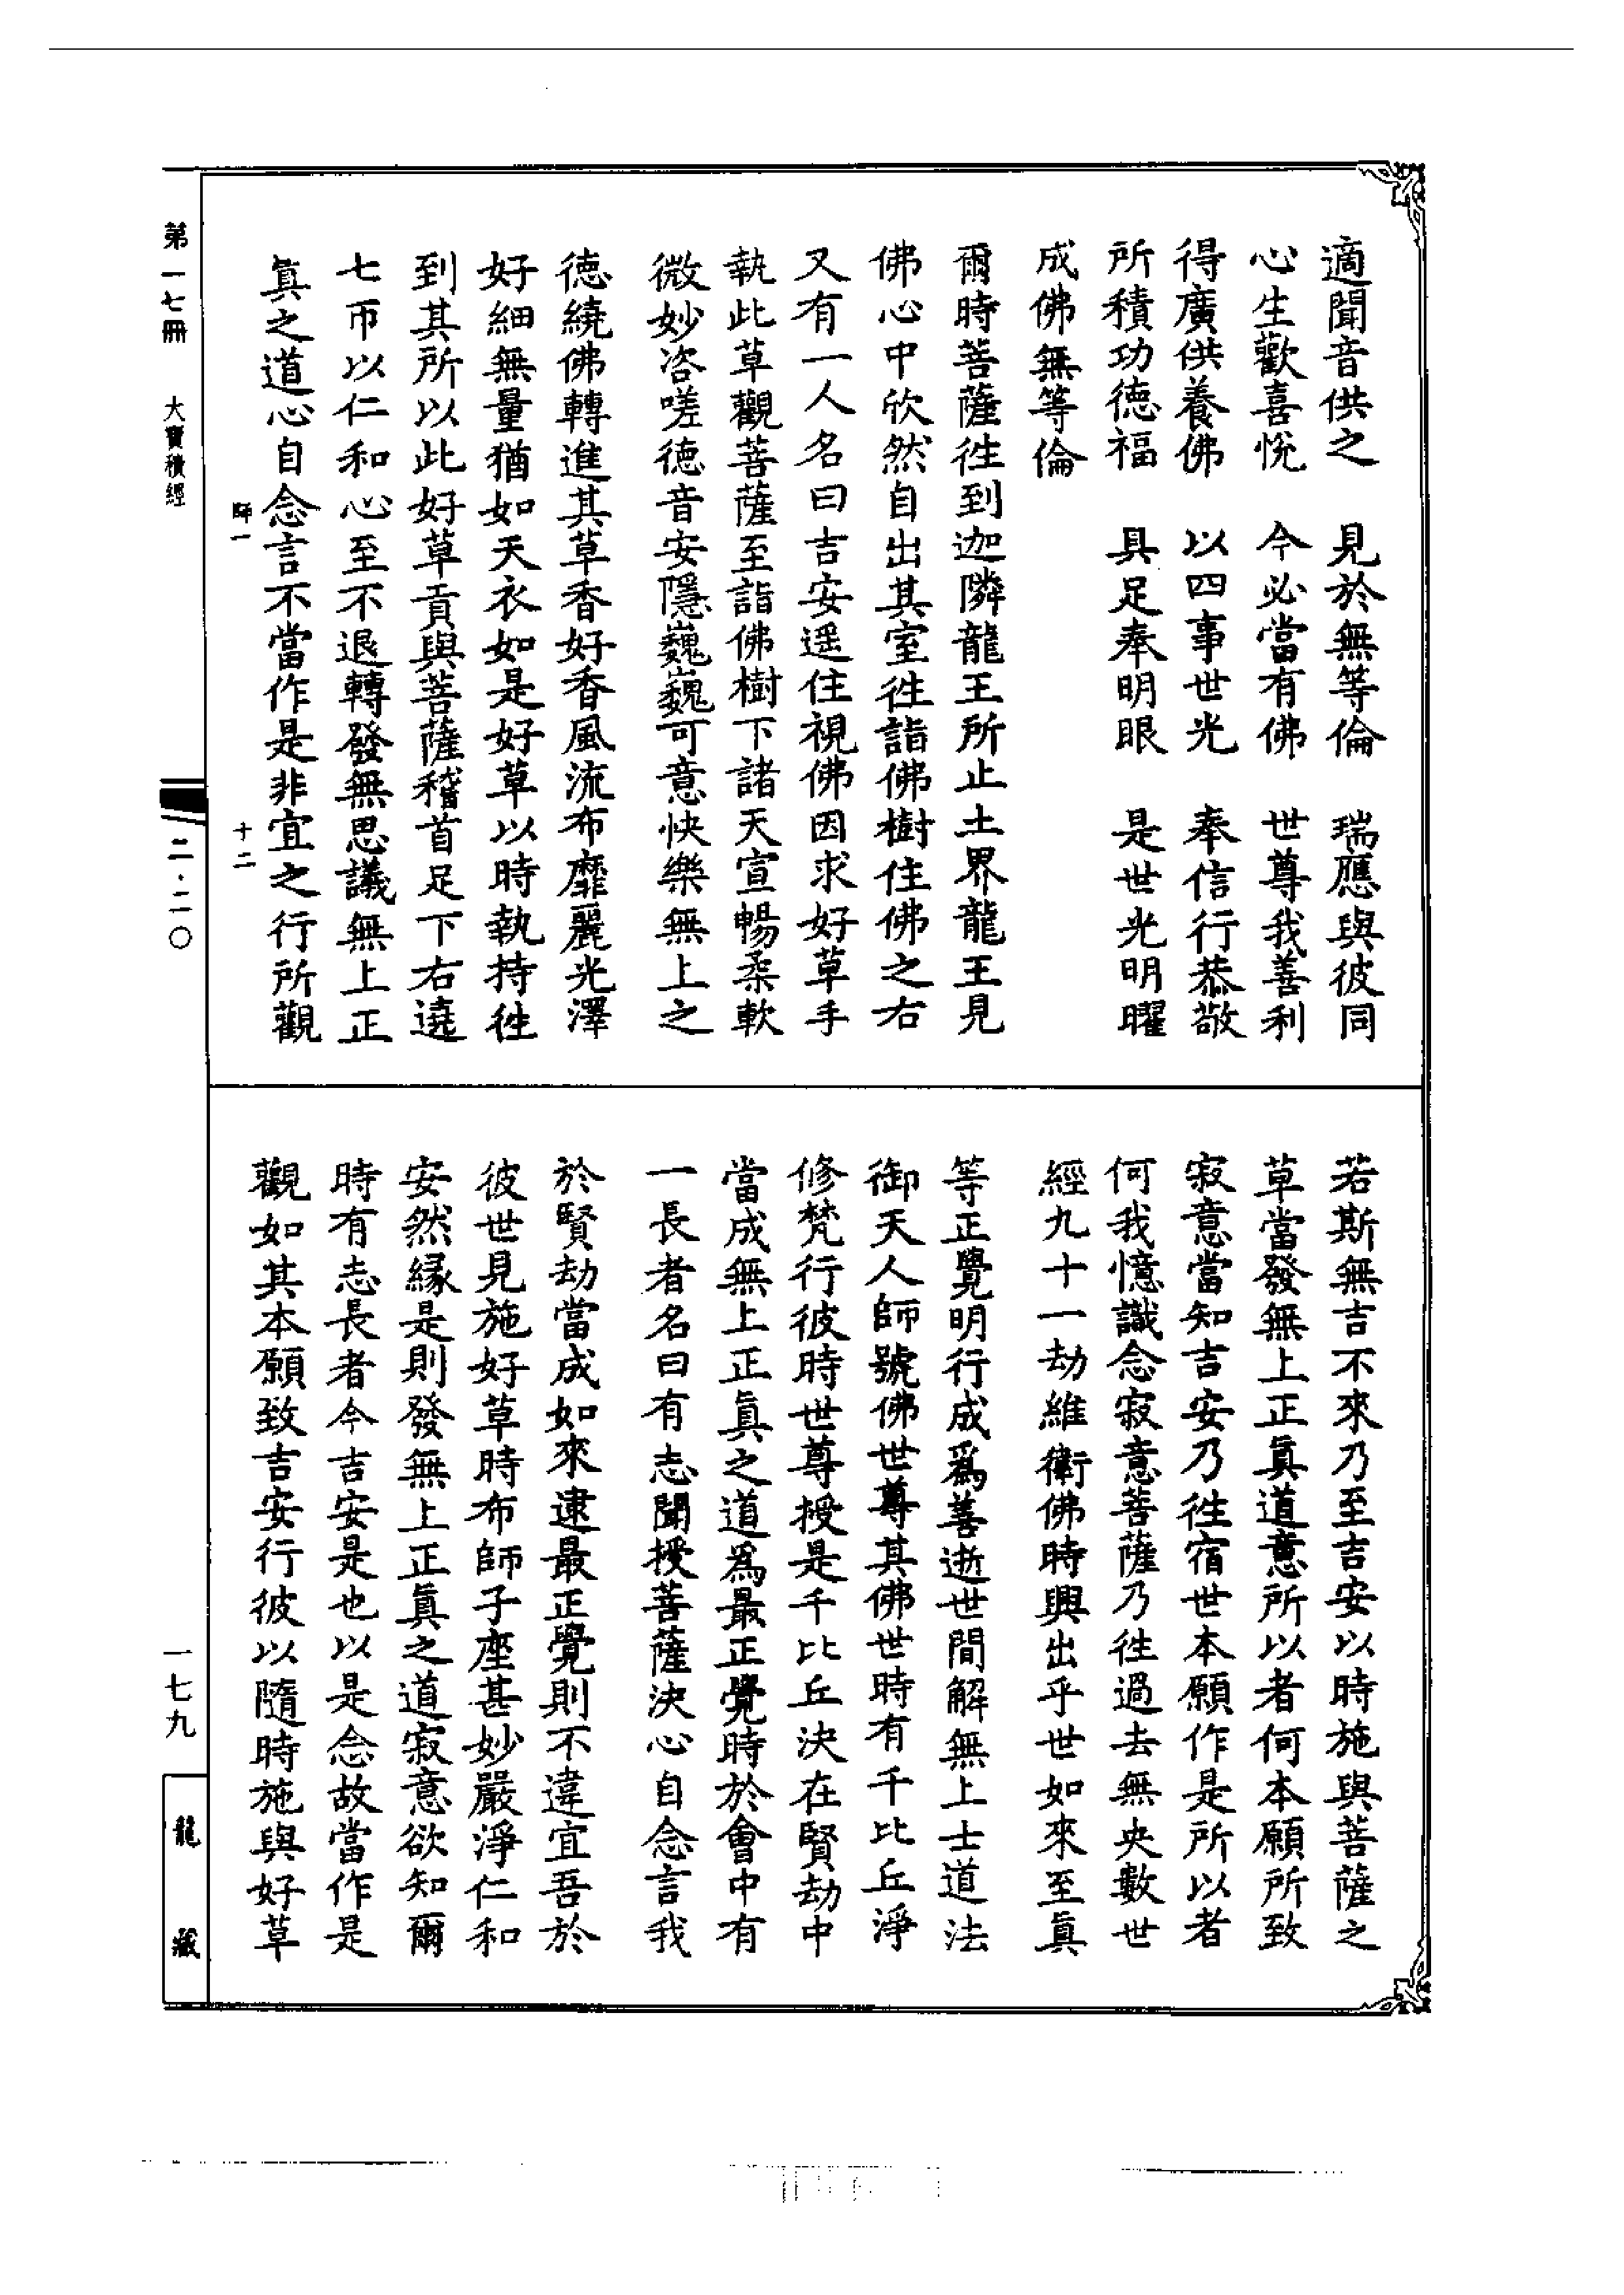 適聞音供之　見於無等倫　瑞應與彼同
心生歡喜悅　今必當有佛　世尊我善利
得廣供養佛　以四事世光　奉信行恭敬
所積功德福　具足奉明眼　是世光明曜
成佛無等倫
爾時菩薩徃到迦隣龍王所止土界龍王見
佛心中欣然自出其室徃詣佛樹住佛之右
又有一人名曰吉安遥住視佛因求好草手
執此草觀菩薩至詣佛樹下諸天宣暢柔軟
微妙咨嗟德音安隱巍巍可意快樂無上之
德繞佛轉進其草香好香風流布靡麗光澤
好細無量猶如天衣如是好草以時執持徃
到其所以此好草貢與菩薩稽首足下右遶
七帀以仁和心至不退轉發無思議無上正
眞之道心自念言不當作是非宜之行所觀
若斯無吉不來乃至吉安以時施與菩薩之
草當發無上正眞道意所以者何本願所致
寂意當知吉安乃徃宿世本願作是所以者
何我憶識念寂意菩薩乃徃過去無央數世
經九十一劫維衛佛時興出乎世如來至眞
等正覺明行成爲善逝世間解無上士道法
御天人師號佛世尊其佛世時有千比丘淨
修梵行彼時世尊授是千比丘決在賢劫中
當成無上正眞之道爲最正覺時於會中有
一長者名曰有志聞授菩薩決心自念言我
於賢劫當成如來逮最正覺則不違宜吾於
彼世見施好草時布師子座甚妙嚴淨仁和
安然縁是則發無上正眞之道寂意欲知爾
時有志長者今吉安是也以是念故當作是
觀如其本願致吉安行彼以隨時施與好草
師一　十二
第一七冊　大寶積經
二·二〇
一七九
龍藏